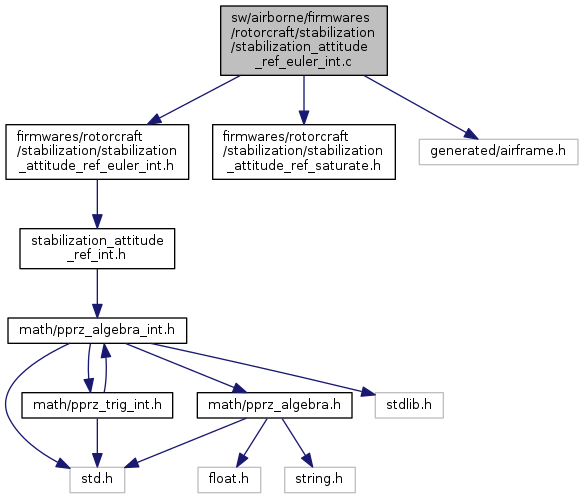 sw/airborne/firmwares
/rotorcraft/stabilization
/stabilization_attitude
_ref_euler_int.c
firmwares/rotorcraft
/stabilization/stabilization
_attitude_ref_euler_int.h
firmwares/rotorcraft
/stabilization/stabilization
_attitude_ref_saturate.h
generated/airframe.h
stabilization_attitude
_ref_int.h
math/pprz_algebra_int.h
math/pprz_trig_int.h
math/pprz_algebra.h
stdlib.h
std.h
float.h
string.h